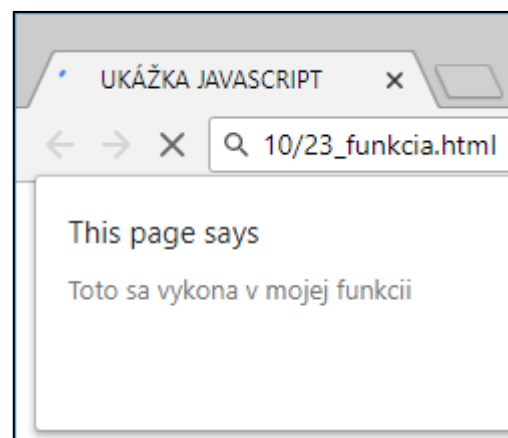 UKÁŽKA JAVASCRIPT
10/23_funkcia.html
This page says
Toto sa vykona v mojej funkcii